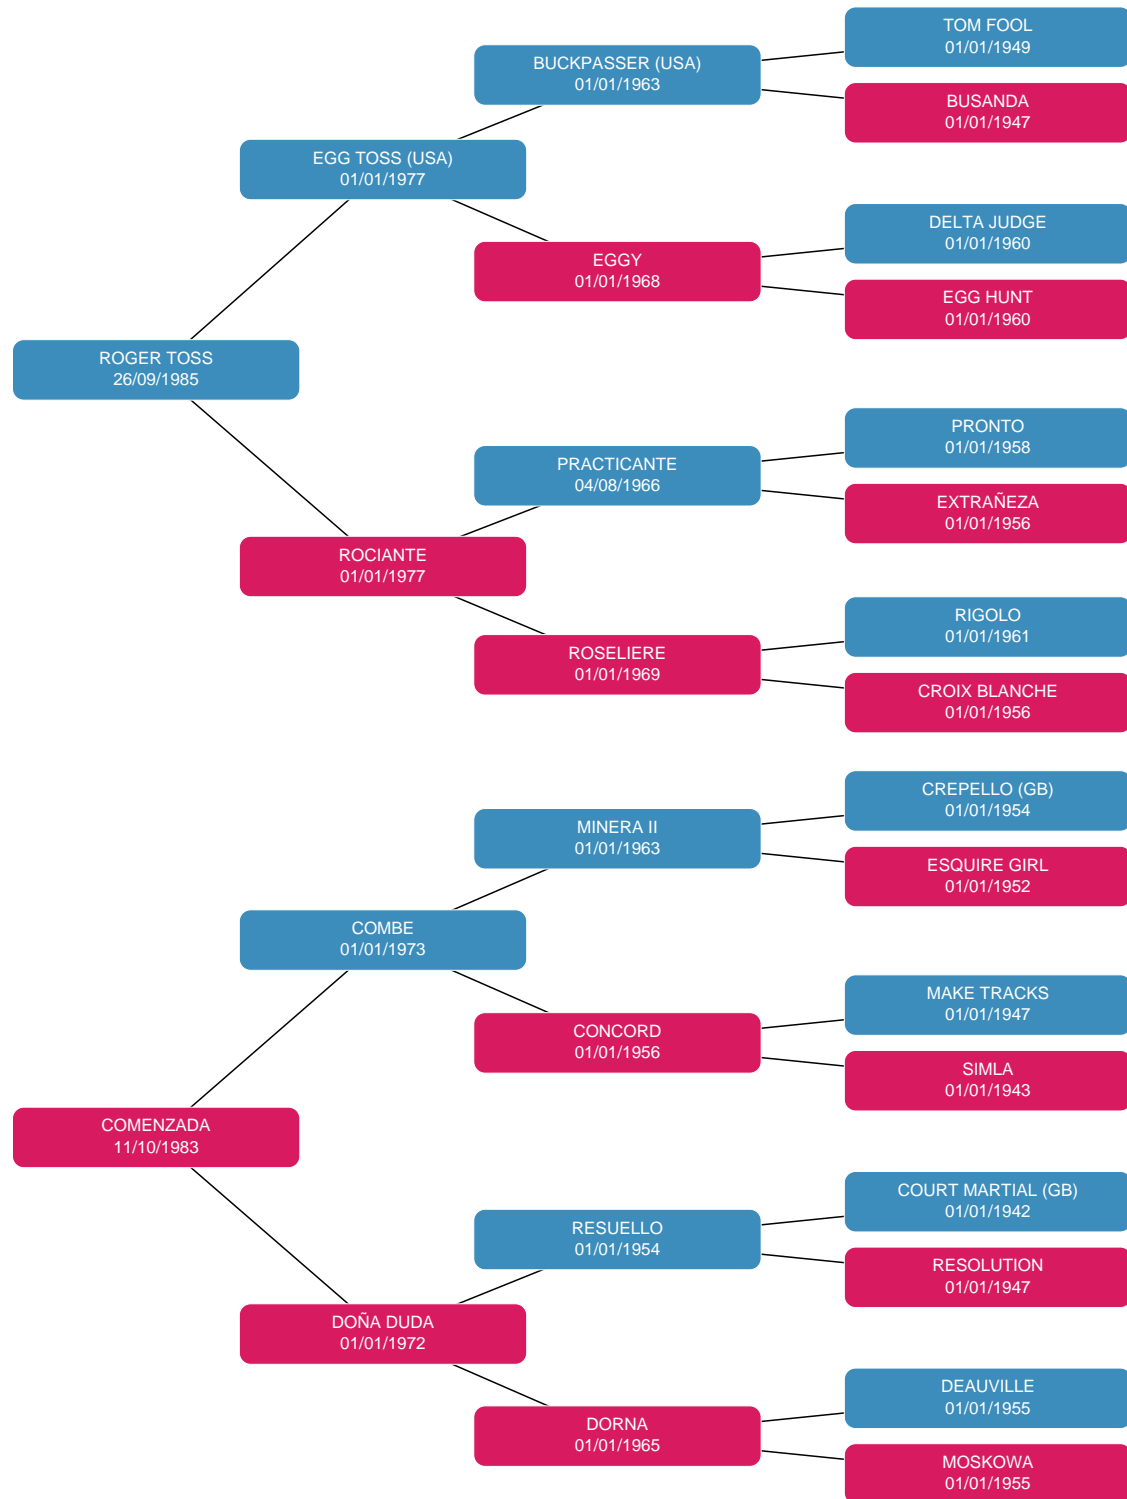 TOM FOOL
01/01/1949
BUCKPASSER (USA)
01/01/1963
BUSANDA
01/01/1947
EGG TOSS (USA)
01/01/1977
DELTA JUDGE
01/01/1960
EGGY
01/01/1968
EGG HUNT
01/01/1960
ROGER TOSS
26/09/1985
PRONTO
01/01/1958
PRACTICANTE
04/08/1966
EXTRAÑEZA
01/01/1956
ROCIANTE
01/01/1977
RIGOLO
01/01/1961
ROSELIERE
01/01/1969
CROIX BLANCHE
01/01/1956
CREPELLO (GB)
01/01/1954
MINERA II
01/01/1963
ESQUIRE GIRL
01/01/1952
COMBE
01/01/1973
MAKE TRACKS
01/01/1947
CONCORD
01/01/1956
SIMLA
01/01/1943
COMENZADA
11/10/1983
COURT MARTIAL (GB)
01/01/1942
RESUELLO
01/01/1954
RESOLUTION
01/01/1947
DOÑA DUDA
01/01/1972
DEAUVILLE
01/01/1955
DORNA
01/01/1965
MOSKOWA
01/01/1955